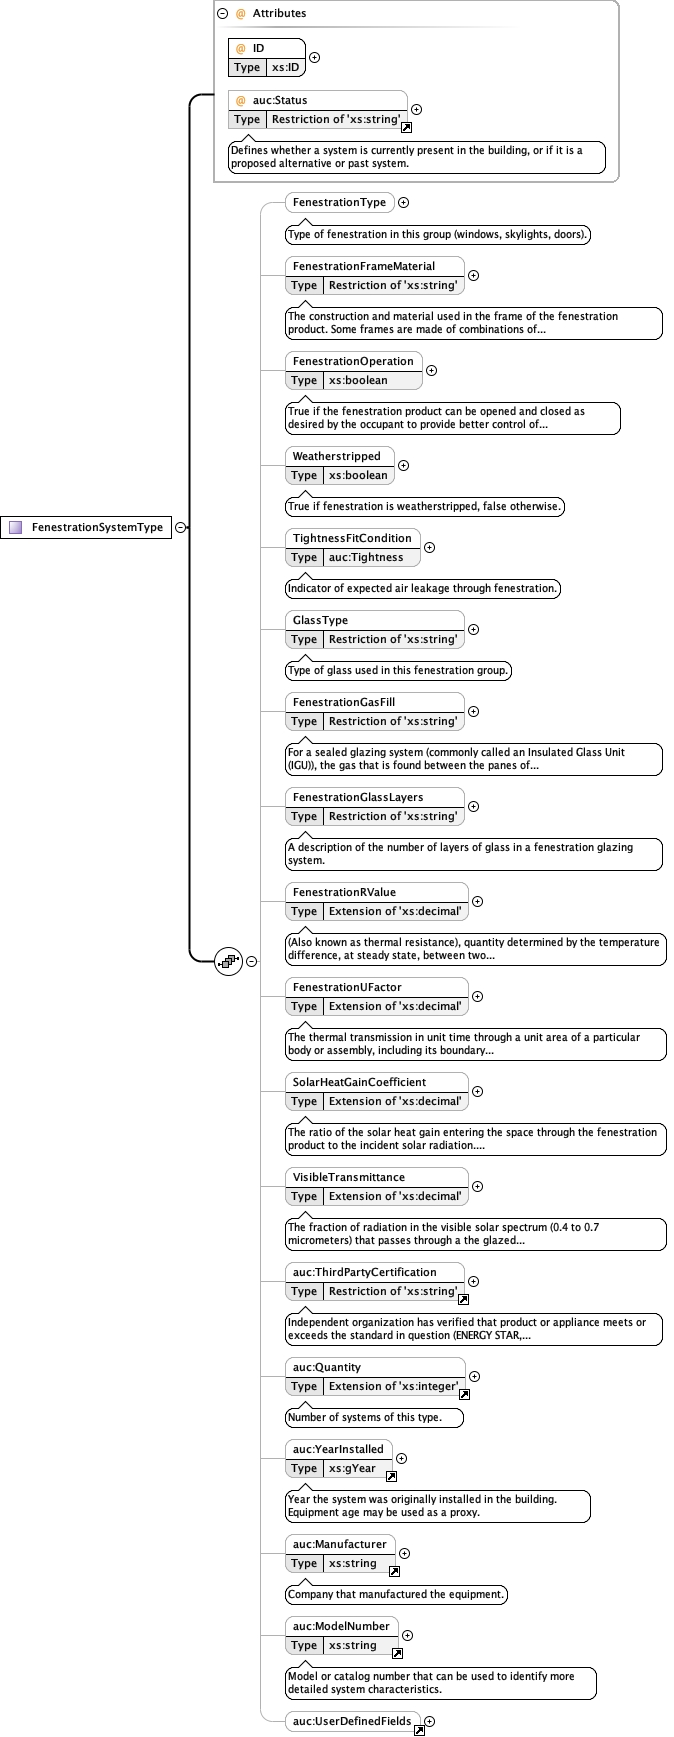 @ Attributes
@ ID
Type xs:ID
@ auc:Status
Type Restriction of 'xs:string'
Defines whether a system is currently present in the building, or if it is a
proposed alternative or past system.
FenestrationType
Type of fenestration in this group (windows, skylights, doors).
FenestrationFrameMaterial
Type Restriction of 'xs:string'
The construction and material used in the frame of the fenestration
product. Some frames are made of combinations of...
FenestrationOperation
Type xs:boolean
True if the fenestration product can be opened and closed as
desired by the occupant to provide better control of...
Weatherstripped
Type xs:boolean
True if fenestration is weatherstripped, false otherwise.
FenestrationSystemType
TightnessFitCondition
Type auc:Tightness
Indicator of expected air leakage through fenestration.
GlassType
Type Restriction of 'xs:string'
Type of glass used in this fenestration group.
FenestrationGasFill
Type Restriction of 'xs:string'
For a sealed glazing system (commonly called an Insulated Glass Unit
(IGU)), the gas that is found between the panes of...
FenestrationGlassLayers
Type Restriction of 'xs:string'
A description of the number of layers of glass in a fenestration glazing
system.
FenestrationRValue
Type Extension of 'xs:decimal'
(Also known as thermal resistance), quantity determined by the temperature
difference, at steady state, between two...
FenestrationUFactor
Type Extension of 'xs:decimal'
The thermal transmission in unit time through a unit area of a particular
body or assembly, including its boundary...
SolarHeatGainCoefficient
Type Extension of 'xs:decimal'
The ratio of the solar heat gain entering the space through the fenestration
product to the incident solar radiation....
VisibleTransmittance
Type Extension of 'xs:decimal'
The fraction of radiation in the visible solar spectrum (0.4 to 0.7
micrometers) that passes through a the glazed...
auc:ThirdPartyCertification
Type Restriction of 'xs:string'
Independent organization has verified that product or appliance meets or
exceeds the standard in question (ENERGY STAR,...
auc:Quantity
Type Extension of 'xs:integer'
Number of systems of this type.
auc:YearInstalled
Type xs:gYear
Year the system was originally installed in the building.
Equipment age may be used as a proxy.
auc:Manufacturer
Type xs:string
Company that manufactured the equipment.
auc:ModelNumber
Type xs:string
Model or catalog number that can be used to identify more
detailed system characteristics.
auc:UserDefinedFields